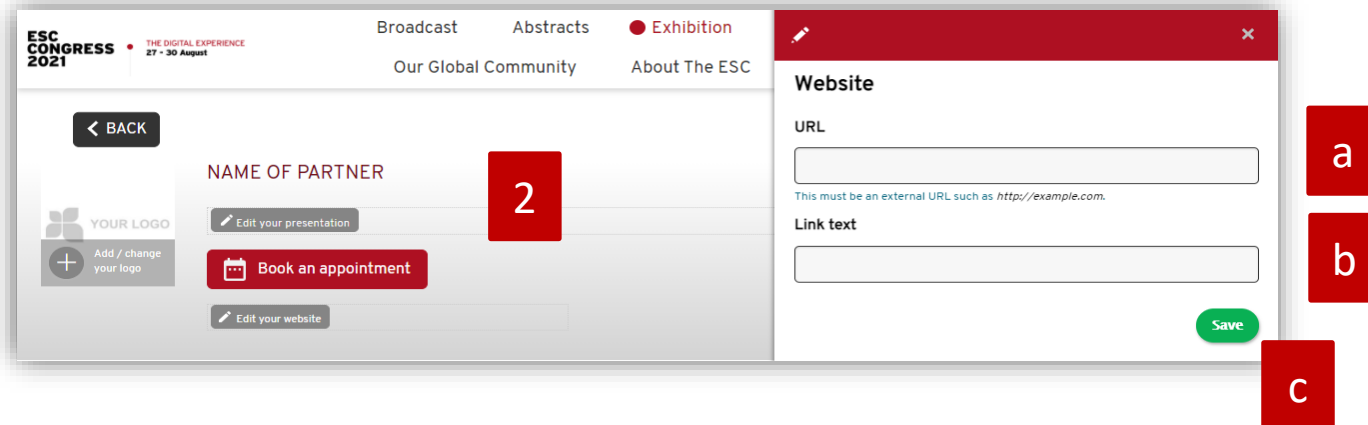 ESC
CONGRESS
2021
THE DIGITAL EXPERIENCE
27 - 30 August
Broadcast Abstracts Exhibition
Our Global Community About The ESC
BACK
NAME OF PARTNER
2
YOUR LOGO
Add / change
your logo
Edit your presentation
Book an appointment
Edit your website
×
Website
URL
This must be an external URL such as http://example.com.
Link text
Save
a
b
c